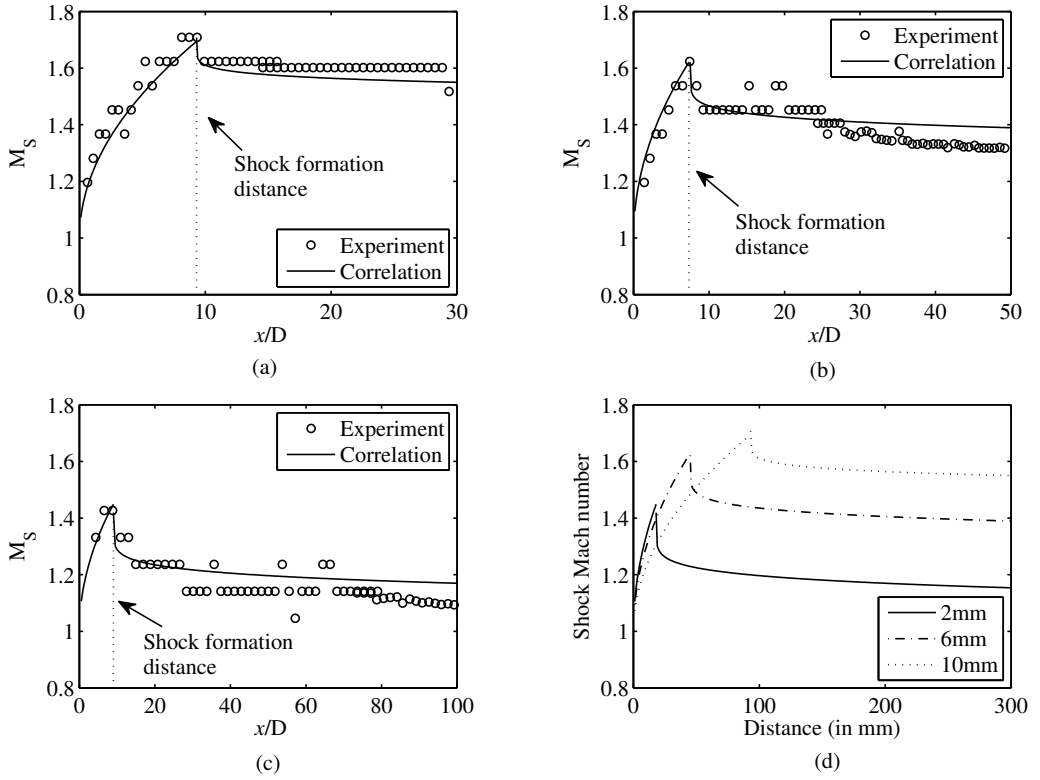 1.8
1.6
1.4
1.2
1
0.8
M_S
0 10 20 30
x/D
Shock formation
distance
Experiment
Correlation
(a)
1.8
1.6
1.4
1.2
1
0.8
M_S
0 10 20 30 40 50
x/D
Experiment
Correlation
Shock formation
distance
(b)
1.8
1.6
1.4
1.2
1
0.8
M_S
0 20 40 60 80 100
x/D
Experiment
Correlation
Shock formation
distance
(c)
1.8
1.6
1.4
1.2
1
0.8
Shock Mach number
0 100 200 300
Distance (in mm)
2mm
6mm
10mm
(d)